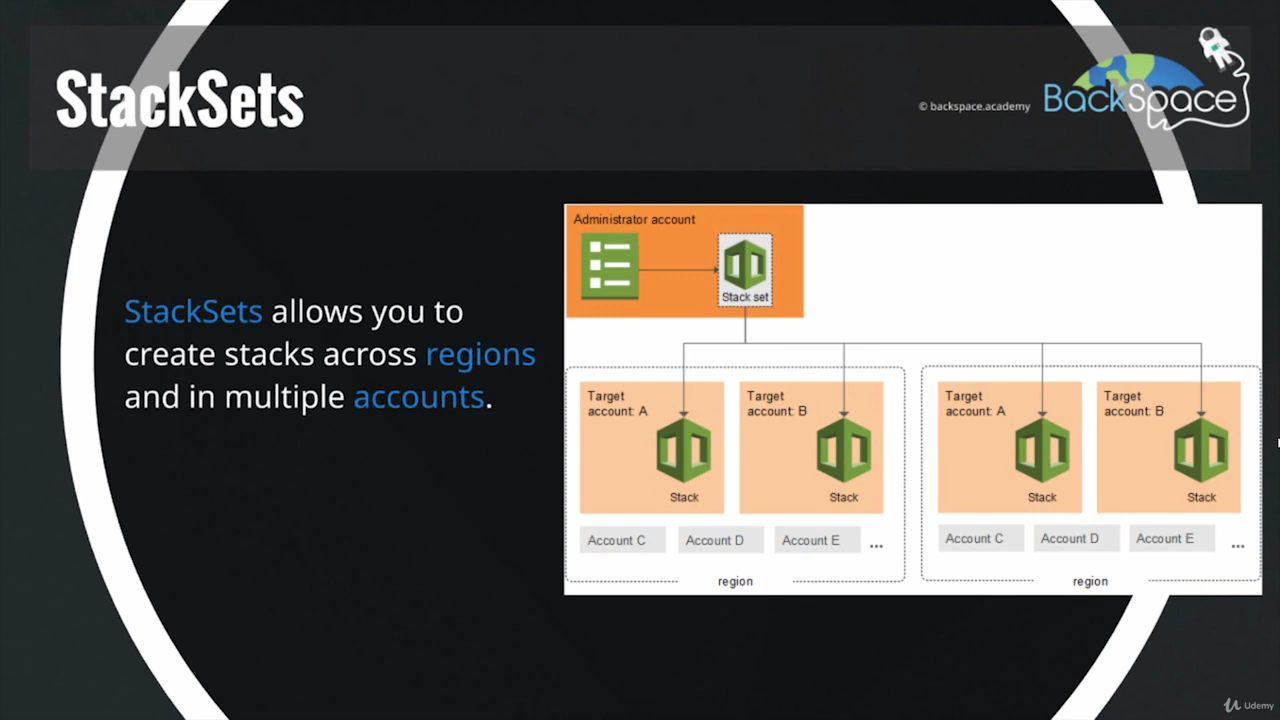 StackSets
© backspace.academy
BackSpace
StackSets allows you to
create stacks across regions
and in multiple accounts.
Administrator account
Stack set
Target
account: A
Stack
Target
account: B
Stack
Account C
Account D
Account E
...
region
Target
account: A
Stack
Target
account: B
Stack
Account C
Account D
Account E
...
region
Udemy